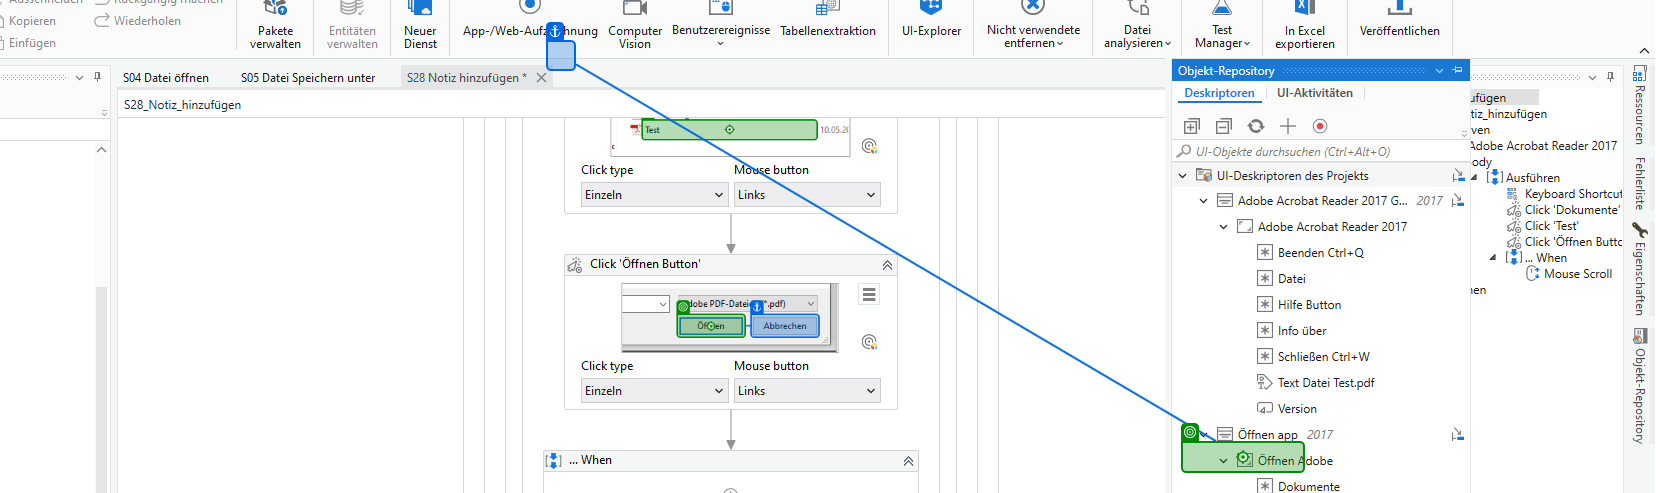 Ausschneiden
Rückgängig machen
Kopieren
Wiederholen
Einfügen
Pakete
verwalten
Entitäten
verwalten
Neuer
Dienst
App-/Web-Aufzeichnung
Computer
Vision
Benutzerereignisse
Tabellenextraktion
UI-Explorer
Nicht verwendete
entfernen
Datei
analysieren
Test
Manager
In Excel
exportieren
Veröffentlichen
S04 Datei öffnen
S05 Datei Speichern unter
S28 Notiz hinzufügen *
S28_Notiz_hinzufügen
Test
10.05.20
Click type
Mouse button
Einzeln
Links
Click 'Öffnen Button'
dobe PDF-Date *.pdf)
Öffnen
Abbrechen
Click type
Mouse button
Einzeln
Links
... When
Objekt-Repository
Deskriptoren
UI-Aktivitäten
UI-Objekte durchsuchen (Ctrl+Alt+O)
UI-Deskriptoren des Projekts
Adobe Acrobat Reader 2017 G... 2017
Adobe Acrobat Reader 2017
Beenden Ctrl+Q
Datei
Hilfe Button
Info über
Schließen Ctrl+W
Text Datei Test.pdf
Version
Öffnen app 2017
Öffnen Adobe
Dokumente
zufügen
tiz_hinzufügen
ven
Adobe Acrobat Reader 2017
ody
Ausführen
Keyboard Shortcut
Click 'Dokumente'
Click 'Test'
Click 'Öffnen Butto
... When
Mouse Scroll
nen
Ressourcen
Fehlerliste
Eigenschaften
Objekt-Repository